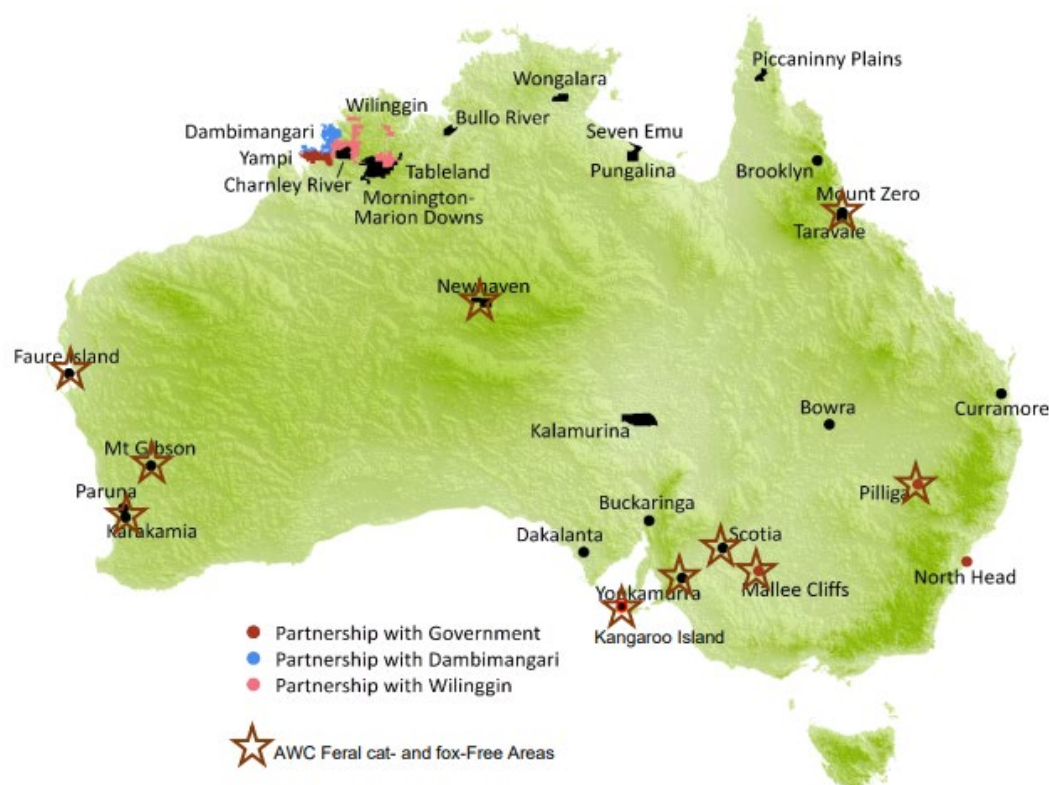 Piccaninny Plains
Wongalara
Wilinggin
Bullo River
Dambimangari
Seven Emu
Yampi
Brooklyn
Tableland
Pungalina
Charnley River
Mount Zero
Mornington-
Marion Downs
Taravale
Newhaven
Faure Island
Bowra
Curramore
Kalamurina
Mt Gibson
Pilliga
Paruna
Buckaringa
Karakamia
Dakalanta
Scotia
North Head
Yookamurra
Mallee Cliffs
Kangaroo Island
Partnership with Government
Partnership with Dambimangari
Partnership with Wilinggin
AWC Feral cat- and fox-Free Areas